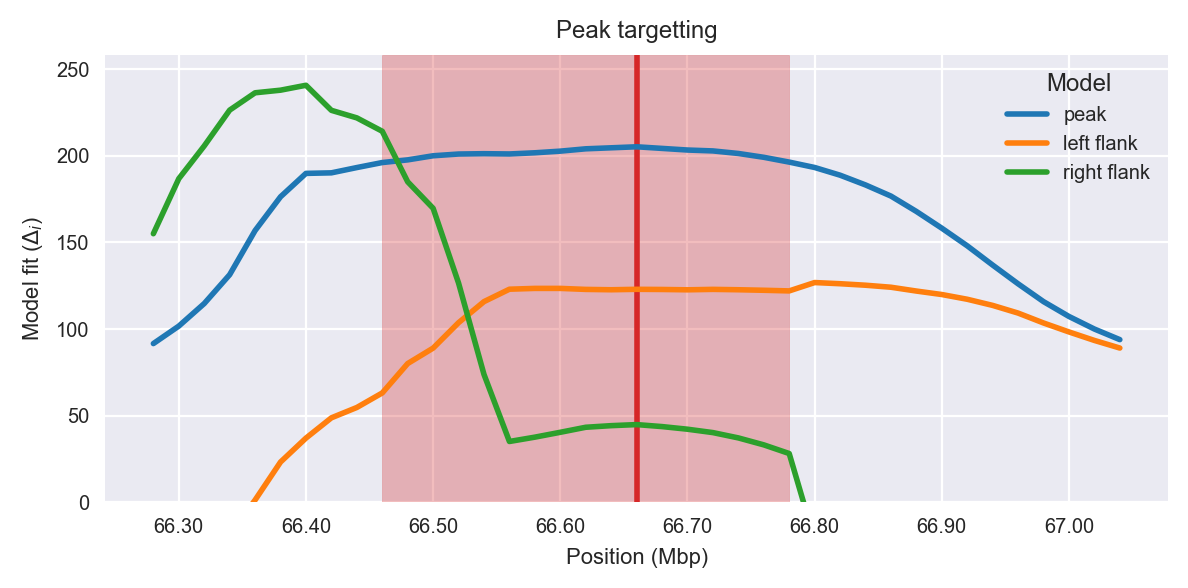 Peak targetting
250
200
150
100
50
0
Model fit (Δi)
Model
peak
left flank
right flank
66.30 66.40 66.50 66.60 66.70 66.80 66.90 67.00
Position (Mbp)